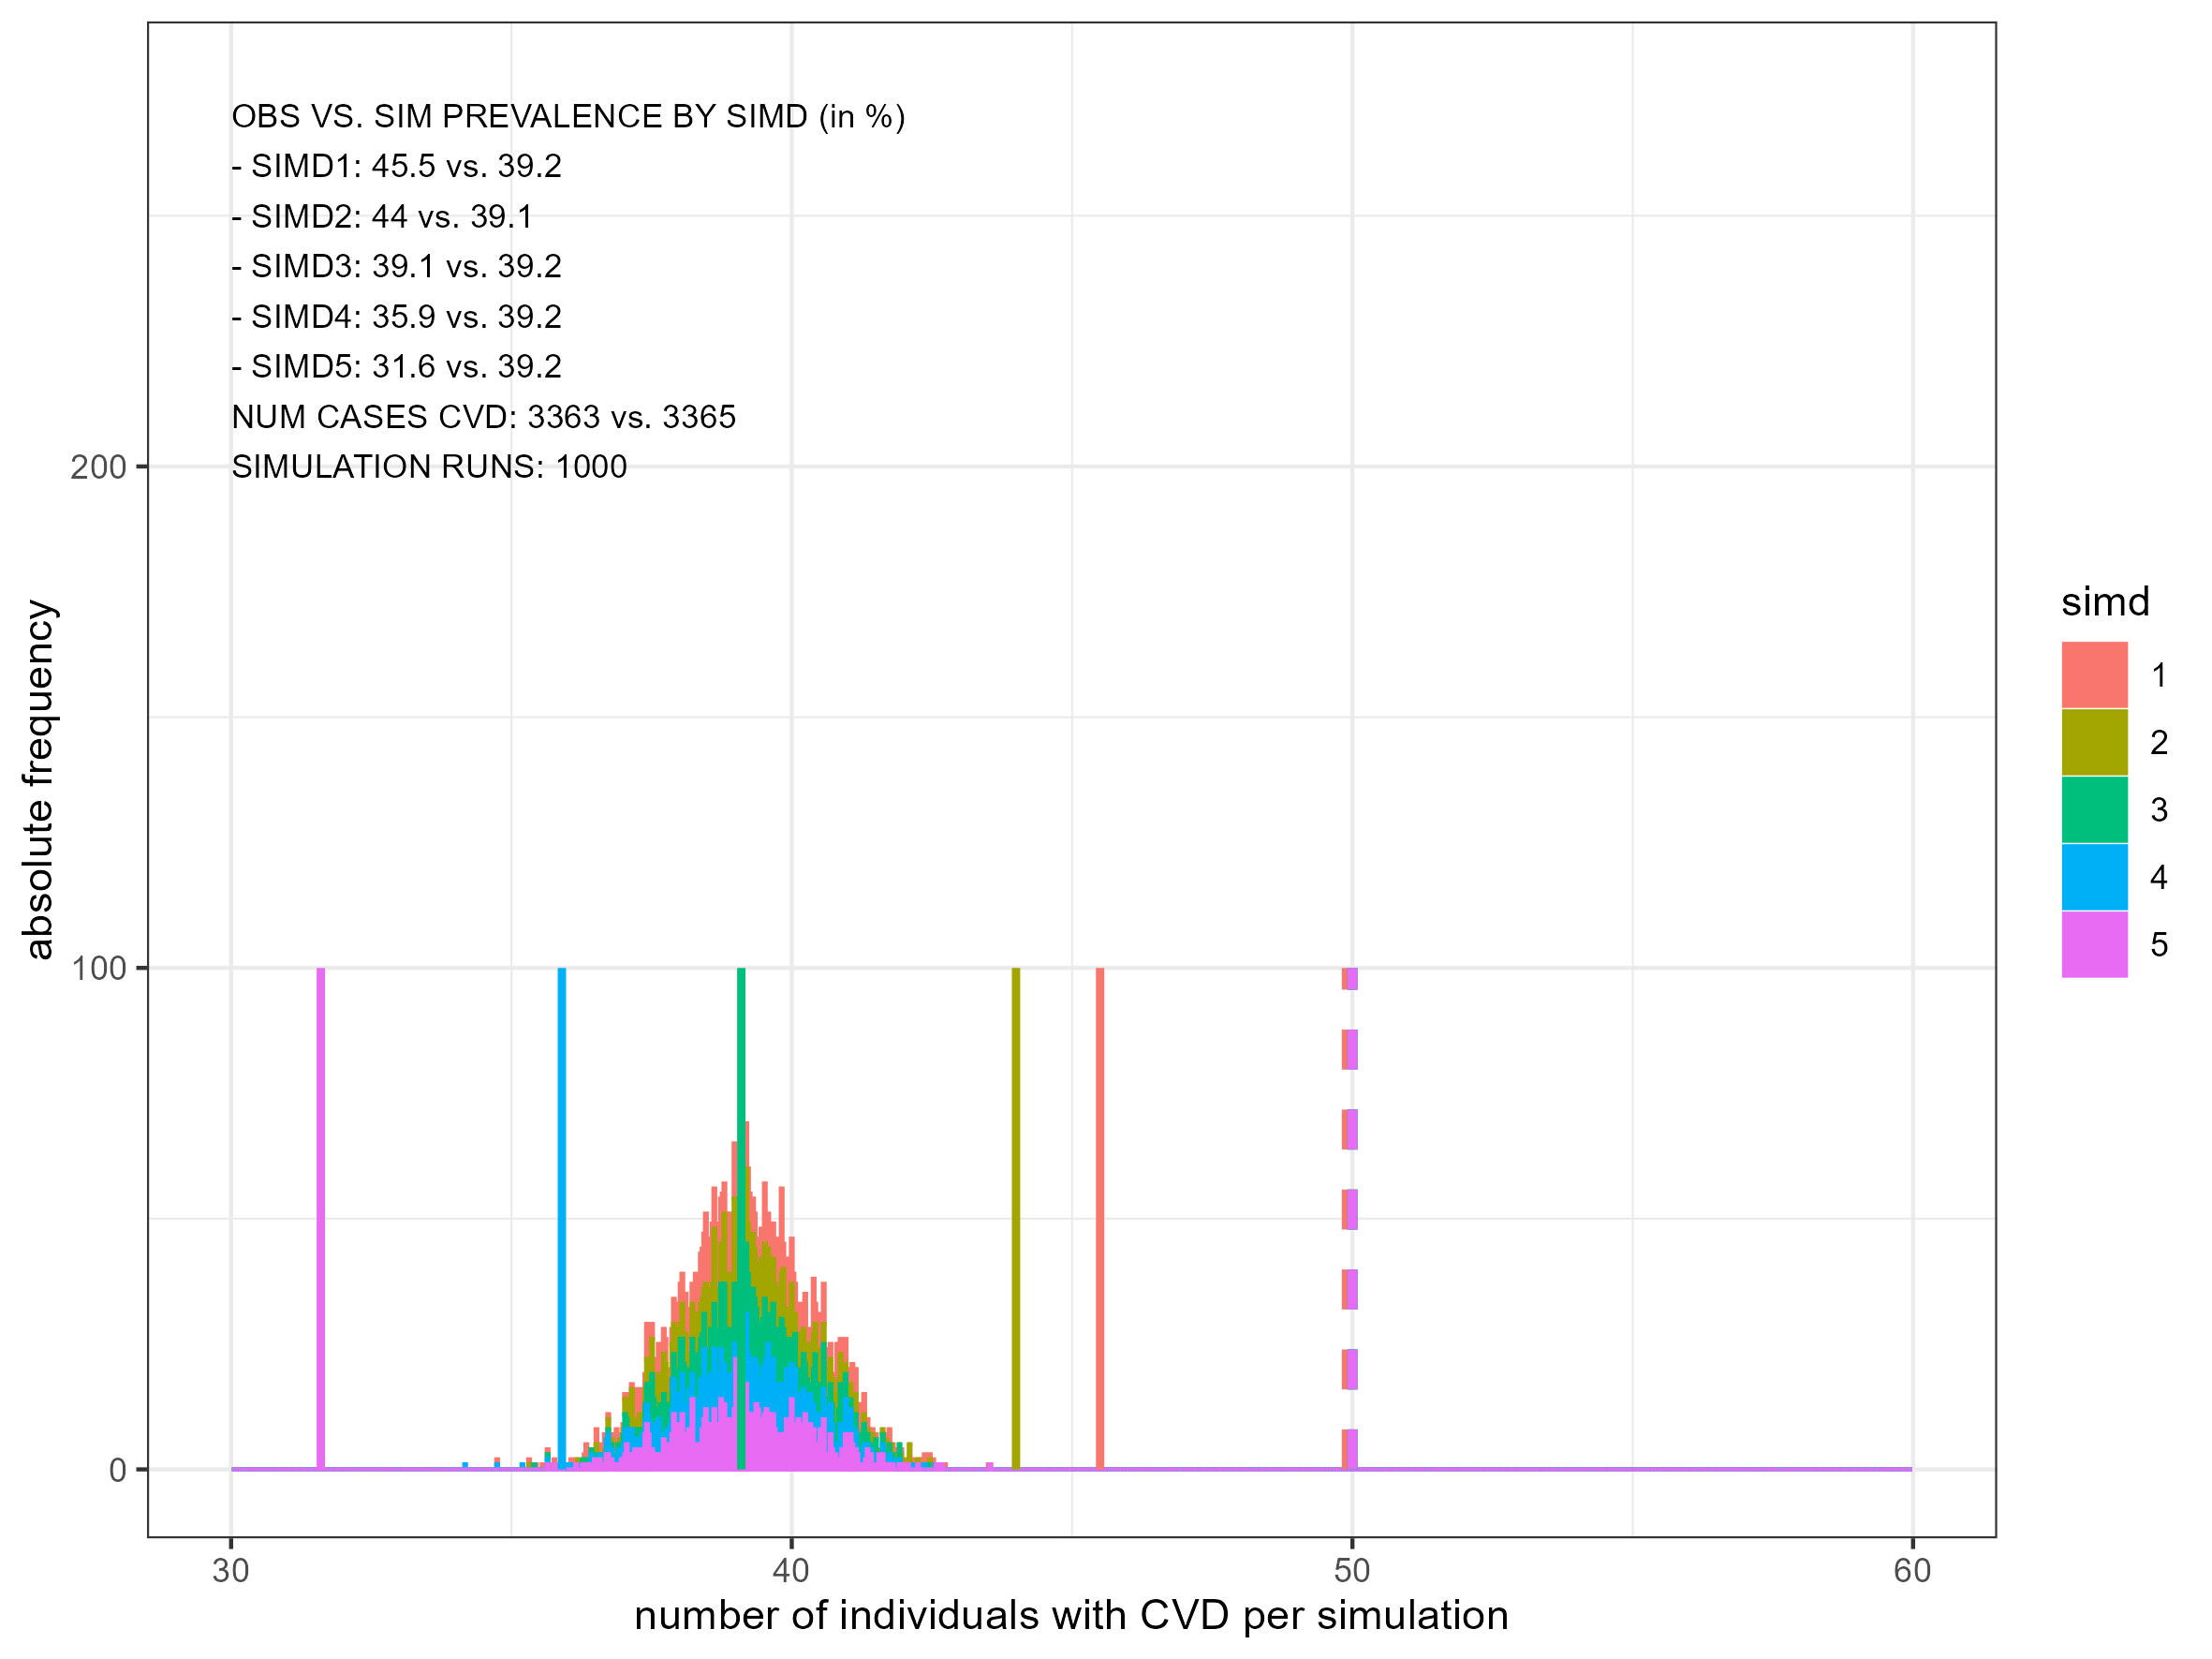 OBS VS. SIM PREVALENCE BY SIMD (in %)
- SIMD1: 45.5 vs. 39.2
- SIMD2: 44 vs. 39.1
- SIMD3: 39.1 vs. 39.2
- SIMD4: 35.9 vs. 39.2
- SIMD5: 31.6 vs. 39.2
NUM CASES CVD: 3363 vs. 3365
SIMULATION RUNS: 1000
200
100
0
absolute frequency
30 40 50 60
number of individuals with CVD per simulation
simd
1
2
3
4
5